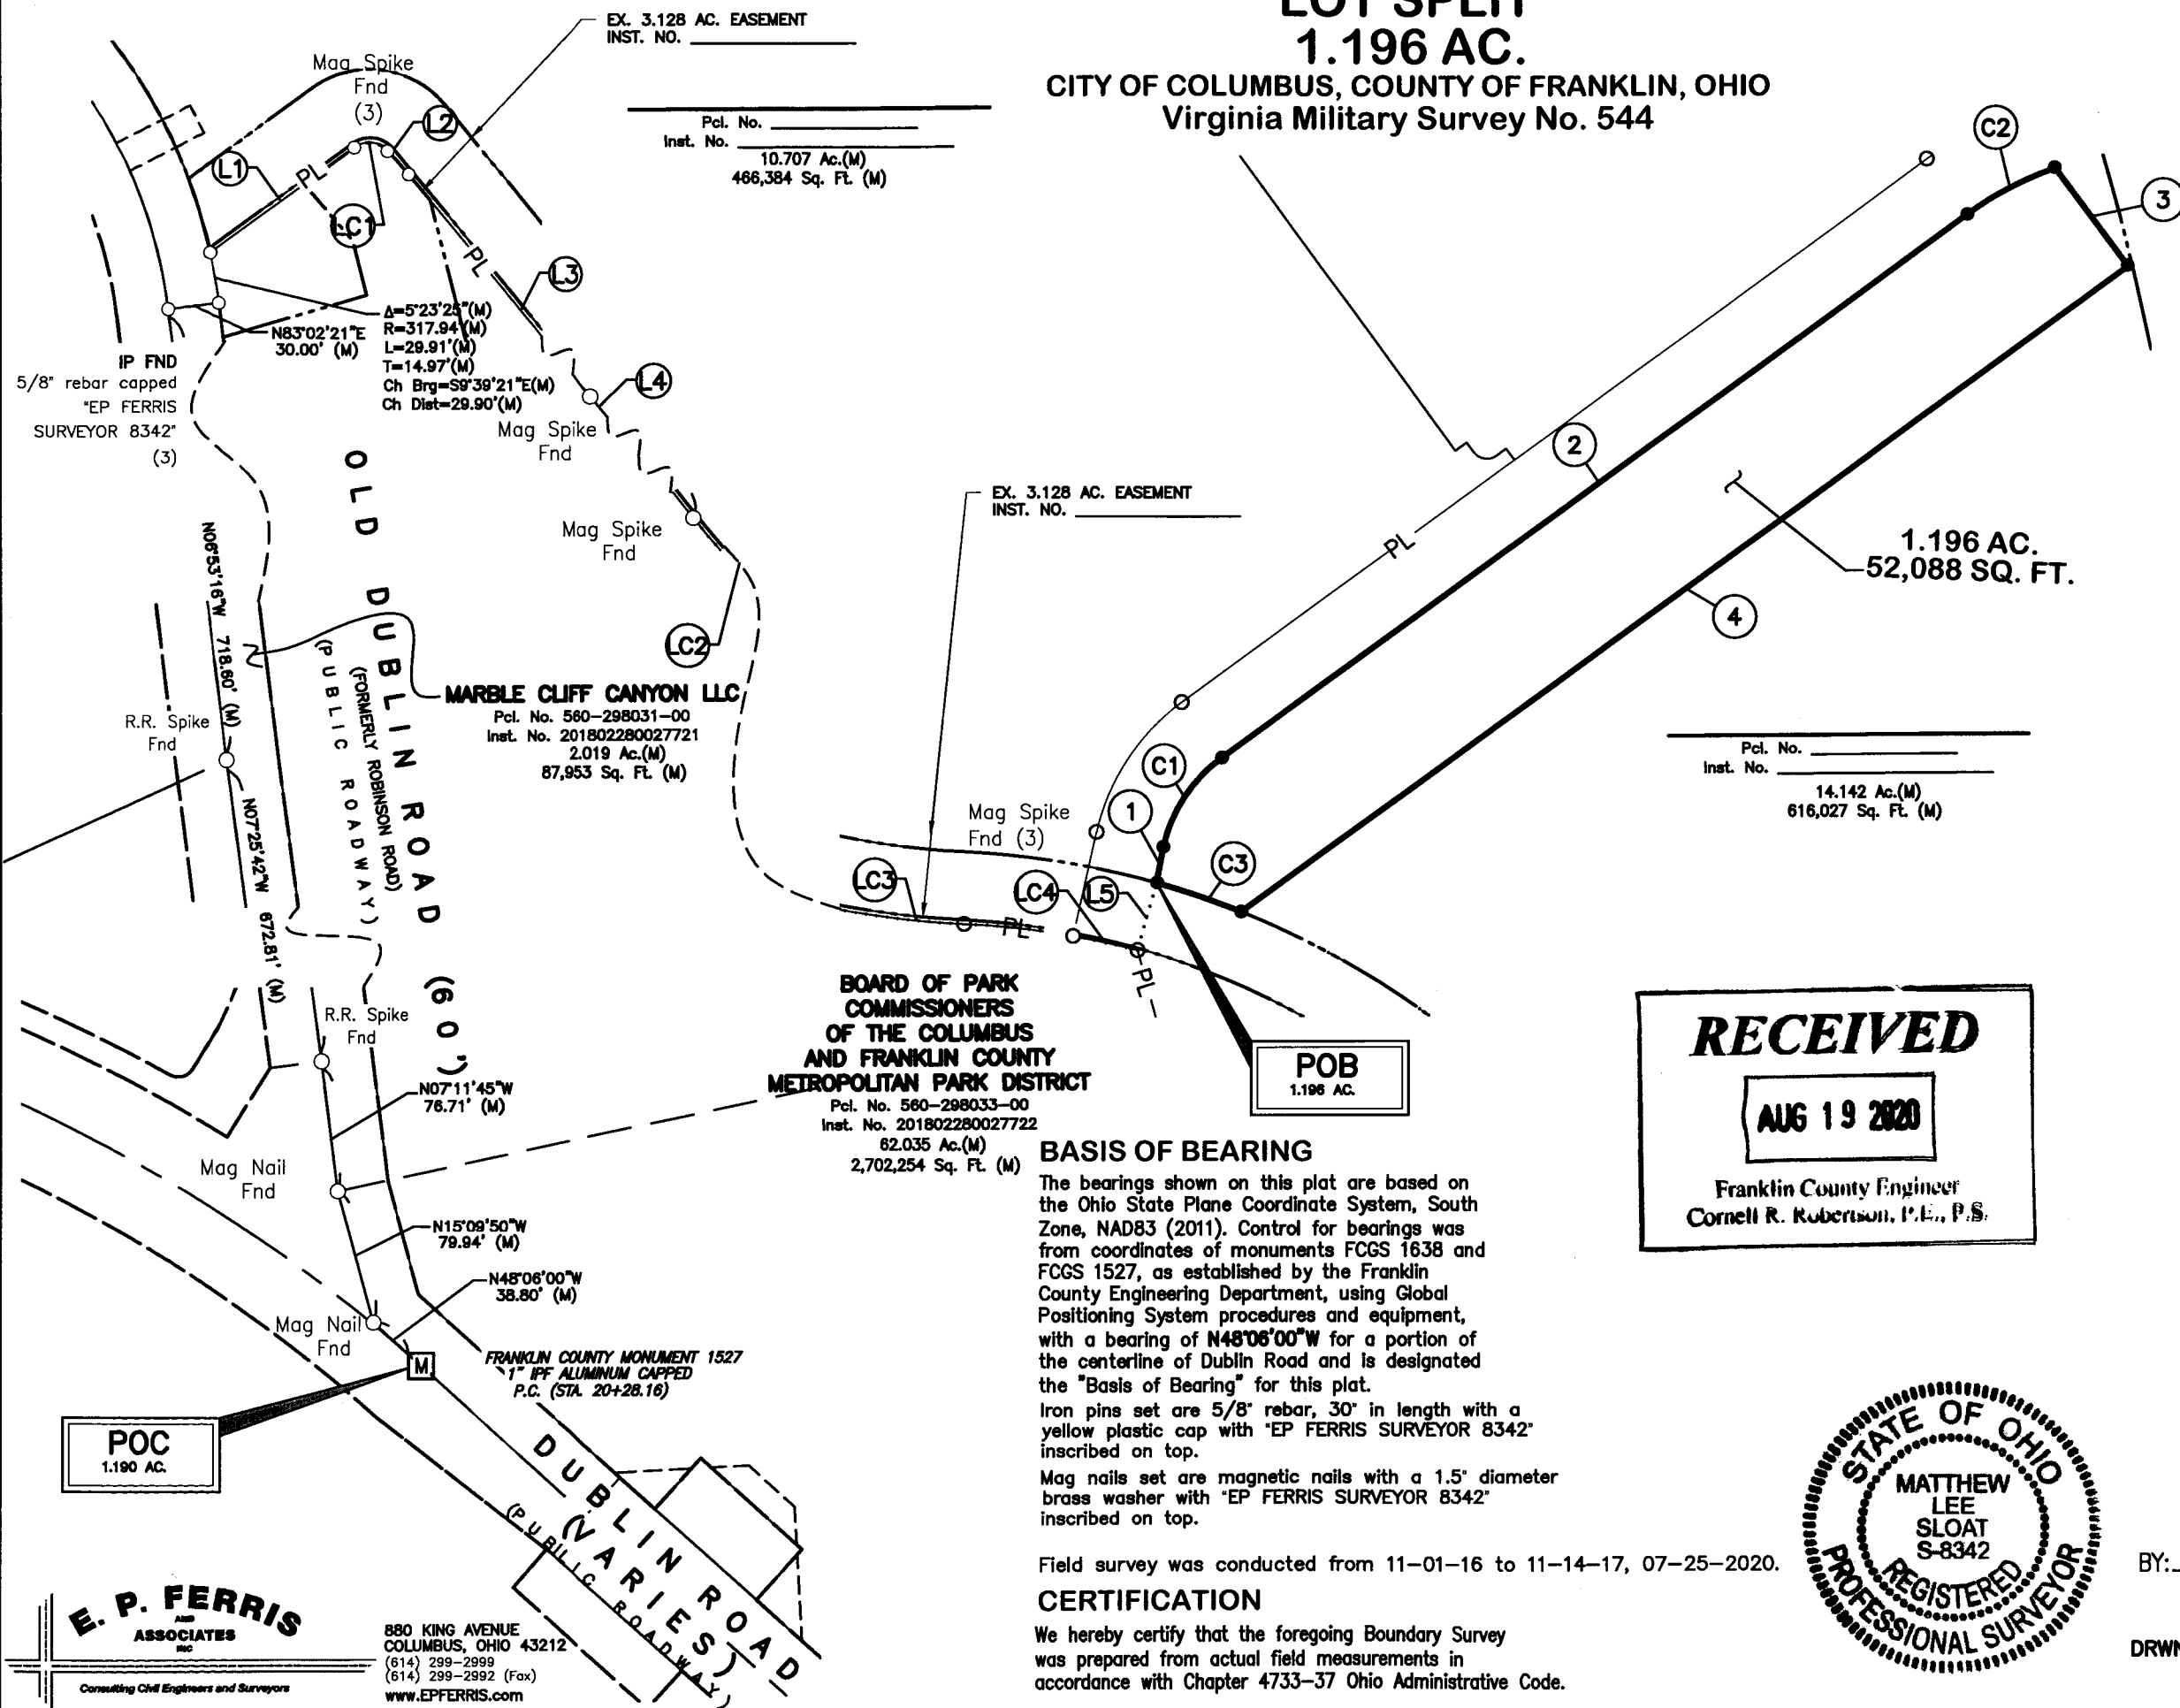 LOT SPLIT
1.196 AC.
CITY OF COLUMBUS, COUNTY OF FRANKLIN, OHIO
Virginia Military Survey No. 544
EX. 3.128 AC. EASEMENT
INST. NO.
Mag Spike
Fnd
(3)
L2
L1
PL
LC1
PL
L3
Pcl. No.
Inst. No.
10.707 Ac.(M)
466,384 Sq. Ft. (M)
C2
3
N83°02'21"E
30.00' (M)
Δ=5°23'25"(M)
R=317.94'(M)
L=29.91'(M)
T=14.97'(M)
Ch Brg=S9°39'21"E(M)
Ch Dist=29.90'(M)
IP FND
5/8" rebar capped
"EP FERRIS
SURVEYOR 8342"
(3)
L4
Mag Spike
Fnd
Mag Spike
Fnd
LC2
OLD DUBLIN ROAD (60')
(FORMERLY ROBINSON ROAD)
(PUBLIC ROADWAY)
N06°53'16"W 718.60' (M)
R.R. Spike
Fnd
N07°25'42"W 672.81' (M)
MARBLE CLIFF CANYON LLC
Pcl. No. 560-298031-00
Inst. No. 201802280027721
2.019 Ac.(M)
87,953 Sq. Ft. (M)
EX. 3.128 AC. EASEMENT
INST. NO.
2
PL
1.196 AC.
52,088 SQ. FT.
4
C1
1
Mag Spike
Fnd (3)
C3
LC3
LC4
L5
PL
PL
Pcl. No.
Inst. No.
14.142 Ac.(M)
616,027 Sq. Ft. (M)
BOARD OF PARK
COMMISSIONERS
OF THE COLUMBUS
AND FRANKLIN COUNTY
METROPOLITAN PARK DISTRICT
Pcl. No. 560-298033-00
Inst. No. 201802280027722
62.035 Ac.(M)
2,702,254 Sq. Ft. (M)
POB
1.196 AC.
RECEIVED
AUG 19 2020
Franklin County Engineer
Cornell R. Robertson, P.E., P.S.
R.R. Spike
Fnd
N07°11'45"W
76.71' (M)
Mag Nail
Fnd
N15°09'50"W
79.94' (M)
N48°06'00"W
38.80' (M)
Mag Nail
Fnd
M
FRANKLIN COUNTY MONUMENT 1527
1" IPF ALUMINUM CAPPED
P.C. (STA. 20+28.16)
POC
1.190 AC.
DUBLIN ROAD
(VARIES)
(PUBILIC ROADWAY)
BASIS OF BEARING
The bearings shown on this plat are based on
the Ohio State Plane Coordinate System, South
Zone, NAD83 (2011). Control for bearings was
from coordinates of monuments FCGS 1638 and
FCGS 1527, as established by the Franklin
County Engineering Department, using Global
Positioning System procedures and equipment,
with a bearing of N48°06'00"W for a portion of
the centerline of Dublin Road and is designated
the "Basis of Bearing" for this plat.
Iron pins set are 5/8" rebar, 30" in length with a
yellow plastic cap with "EP FERRIS SURVEYOR 8342"
inscribed on top.
Mag nails set are magnetic nails with a 1.5" diameter
brass washer with "EP FERRIS SURVEYOR 8342"
inscribed on top.
Field survey was conducted from 11-01-16 to 11-14-17, 07-25-2020.
CERTIFICATION
We hereby certify that the foregoing Boundary Survey
was prepared from actual field measurements in
accordance with Chapter 4733-37 Ohio Administrative Code.
STATE OF OHIO
MATTHEW
LEE
SLOAT
S-8342
REGISTERED
PROFESSIONAL SURVEYOR
BY:
DRWN
E. P. FERRIS
AND
ASSOCIATES
INC
Consulting Civil Engineers and Surveyors
880 KING AVENUE
COLUMBUS, OHIO 43212
(614) 299-2999
(614) 299-2992 (Fax)
www.EPFERRIS.com